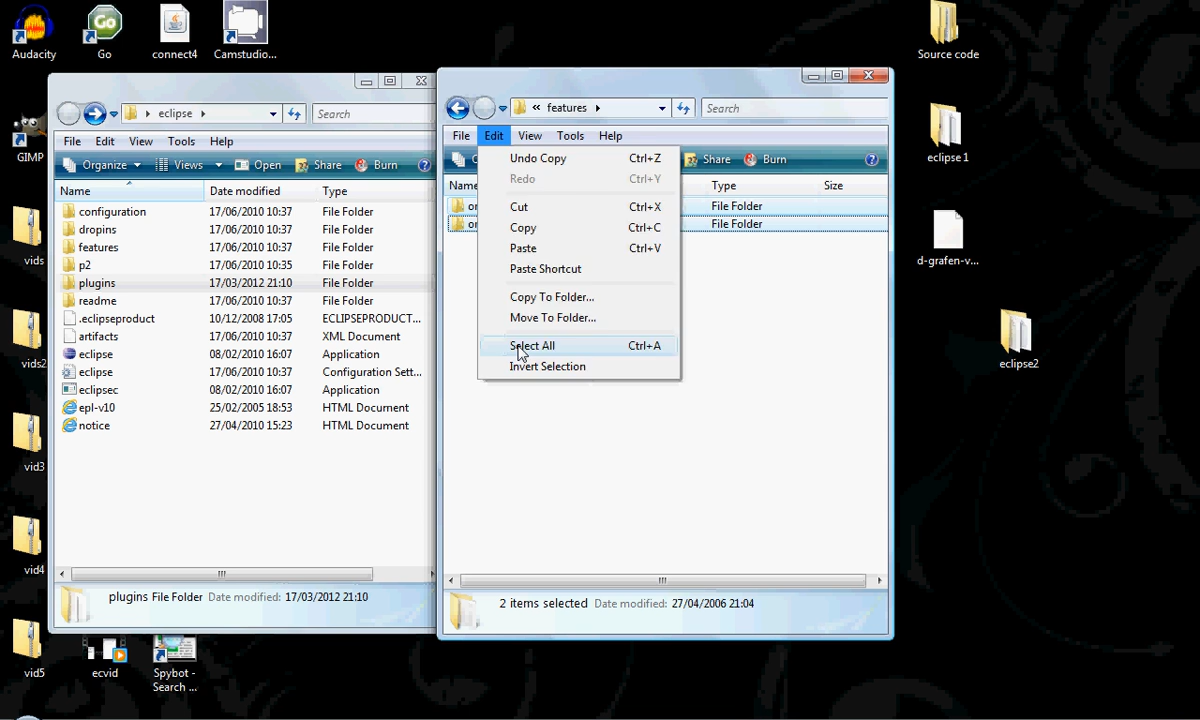 Audacity
Go
connect4
Camstudio...
Source code
GIMP
eclipse 1
vids
d-grafen-v...
vids2
eclipse2
vid3
vid4
vid5
ecvid
Spybot -
Search ...
eclipse
Search
File Edit View Tools Help
Organize Views Open Share Burn
Name Date modified Type
configuration 17/06/2010 10:37 File Folder
dropins 17/06/2010 10:37 File Folder
features 17/06/2010 10:37 File Folder
p2 17/06/2010 10:35 File Folder
plugins 17/03/2012 21:10 File Folder
readme 17/06/2010 10:37 File Folder
.eclipseproduct 10/12/2008 17:05 ECLIPSEPRODUCT...
artifacts 17/06/2010 10:37 XML Document
eclipse 08/02/2010 16:07 Application
eclipse 17/06/2010 10:37 Configuration Sett...
eclipsec 08/02/2010 16:07 Application
epl-v10 25/02/2005 18:53 HTML Document
notice 27/04/2010 15:23 HTML Document
plugins File Folder Date modified: 17/03/2012 21:10
« features
Search
File Edit View Tools Help
Share Burn
Type Size
File Folder
File Folder
Undo Copy Ctrl+Z
Redo Ctrl+Y
Cut Ctrl+X
Copy Ctrl+C
Paste Ctrl+V
Paste Shortcut
Copy To Folder...
Move To Folder...
Select All Ctrl+A
Invert Selection
2 items selected Date modified: 27/04/2006 21:04